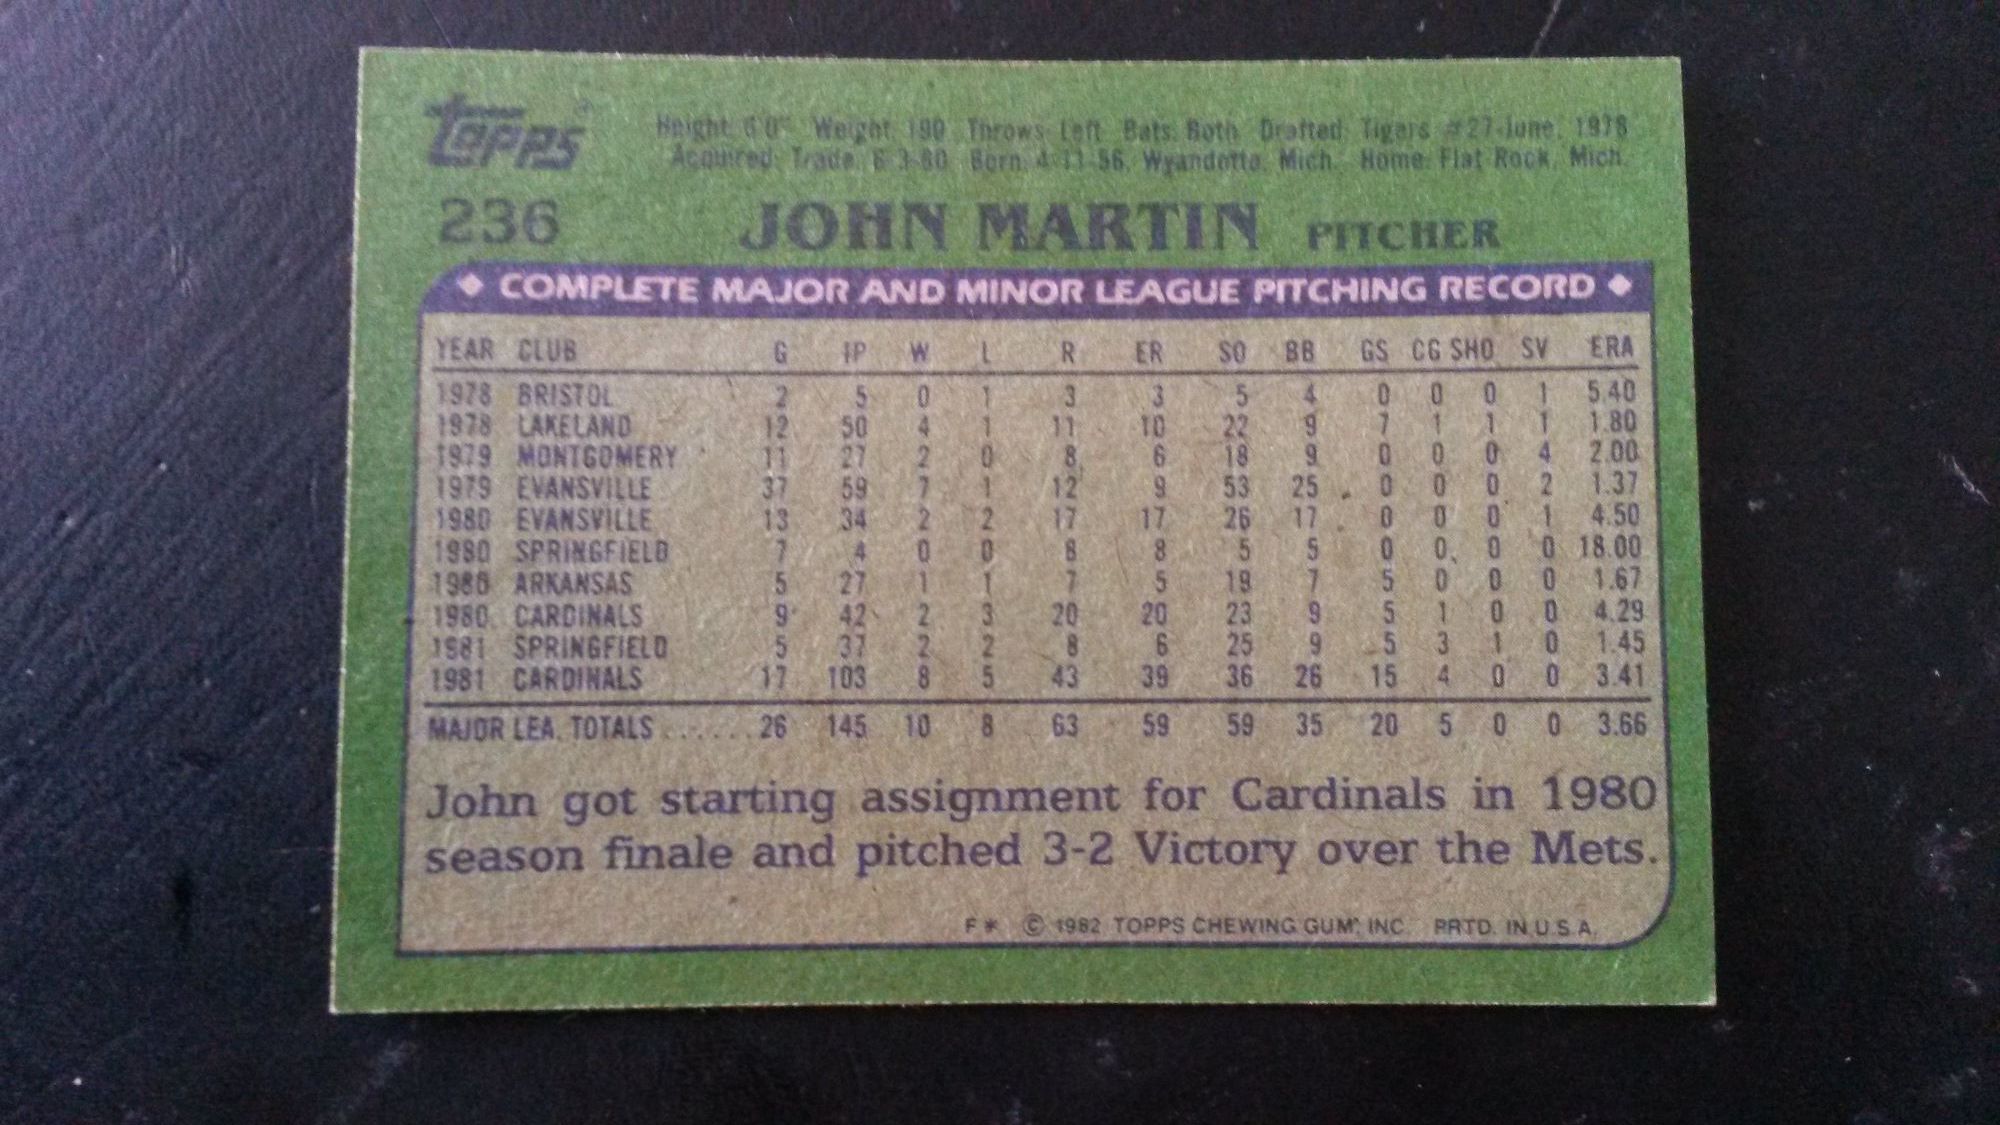 Topps®
Height: 6'0" Weight: 190 Throws: Left Bats: Both Drafted: Tigers #27-June, 1978
Acquired: Trade, 6-3-80 Born: 4-11-56, Wyandotte, Mich. Home: Flat Rock, Mich.
236 JOHN MARTIN PITCHER
◆ COMPLETE MAJOR AND MINOR LEAGUE PITCHING RECORD ◆
YEAR CLUB G IP W L R ER SO BB GS CG SHO SV ERA
1978 BRISTOL 2 5 0 1 3 3 5 4 0 0 0 1 5.40
1978 LAKELAND 12 50 4 1 11 10 22 9 7 1 1 1 1.80
1979 MONTGOMERY 11 27 2 0 8 6 18 9 0 0 0 4 2.00
1979 EVANSVILLE 37 59 7 1 12 9 53 25 0 0 0 2 1.37
1980 EVANSVILLE 13 34 2 2 17 17 26 17 0 0 0 1 4.50
1980 SPRINGFIELD 7 4 0 0 8 8 5 5 0 0 0 0 18.00
1980 ARKANSAS 5 27 1 1 7 5 19 7 5 0 0 0 1.67
1980 CARDINALS 9 42 2 3 20 20 23 9 5 1 0 0 4.29
1981 SPRINGFIELD 5 37 2 2 8 6 25 9 5 3 1 0 1.45
1981 CARDINALS 17 103 8 5 43 39 36 26 15 4 0 0 3.41
MAJOR LEA. TOTALS ....... 26 145 10 8 63 59 59 35 20 5 0 0 3.66
John got starting assignment for Cardinals in 1980
season finale and pitched 3-2 Victory over the Mets.
F* © 1982 TOPPS CHEWING GUM, INC. PRTD. IN U.S.A.